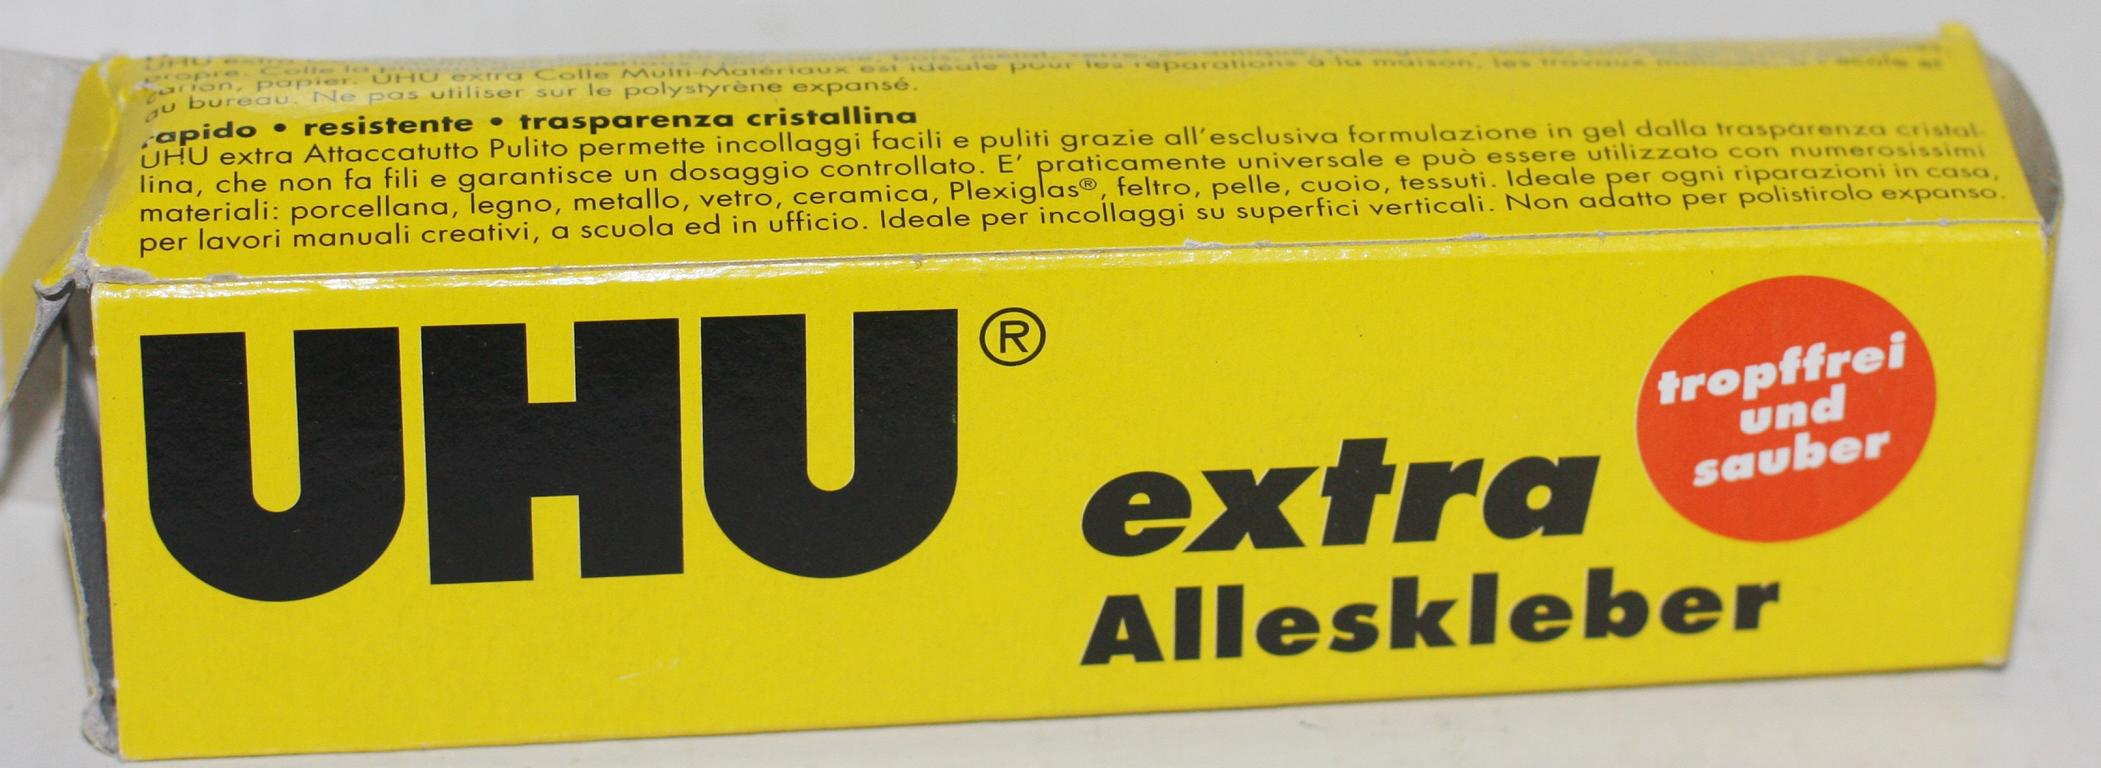 UHU extra
propre. Colle la
carton, papier. UHU extra Colle Multi-Matériaux est idéale pour les réparations à la maison, les travaux manuels, à l'école et
au bureau. Ne pas utiliser sur le polystyrène expansé.
rapido • resistente • trasparenza cristallina
UHU extra Attaccatutto Pulito permette incollaggi facili e puliti grazie all'esclusiva formulazione in gel dalla trasparenza cristal-
lina, che non fa fili e garantisce un dosaggio controllato. E' praticamente universale e può essere utilizzato con numerosissimi
materiali: porcellana, legno, metallo, vetro, ceramica, Plexiglas®, feltro, pelle, cuoio, tessuti. Ideale per ogni riparazioni in casa,
per lavori manuali creativi, a scuola ed in ufficio. Ideale per incollaggi su superfici verticali. Non adatto per polistirolo expanso.
UHU®
extra
Alleskleber
tropffrei
und
sauber